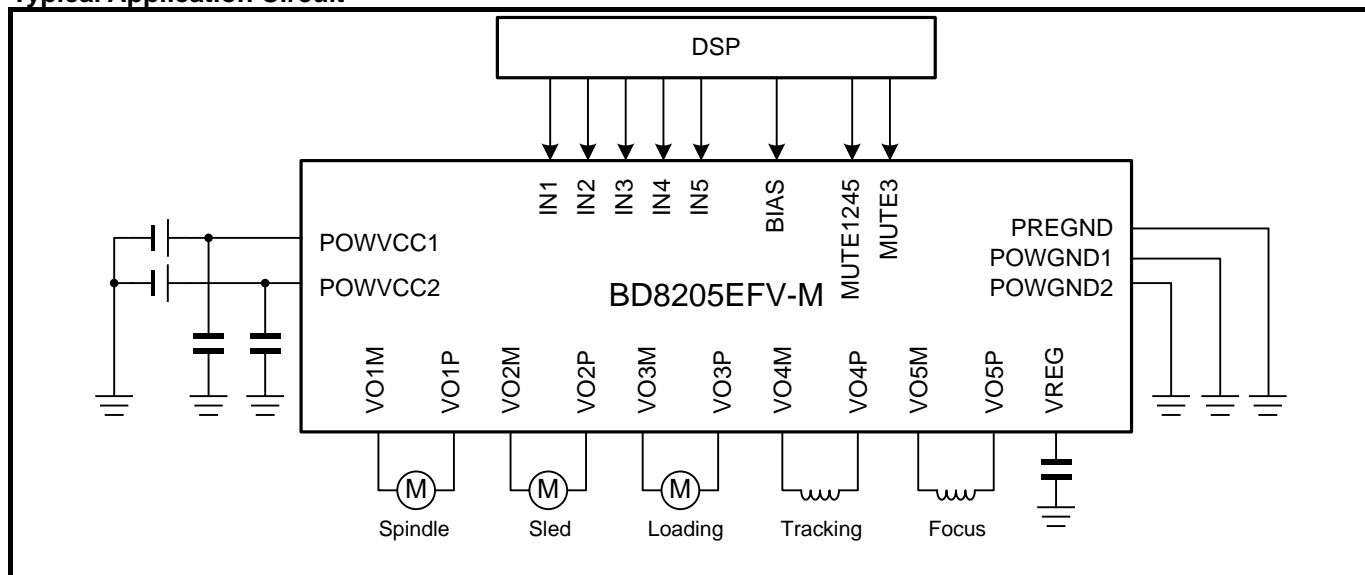 Typical Application Circuit
DSP
IN1
IN2
IN3
IN4
IN5
BIAS
MUTE1245
MUTE3
POWVCC1
POWVCC2
BD8205EFV-M
PREGND
POWGND1
POWGND2
VO1M
VO1P
VO2M
VO2P
VO3M
VO3P
VO4M
VO4P
VO5M
VO5P
VREG
M
M
M
Spindle
Sled
Loading
Tracking
Focus